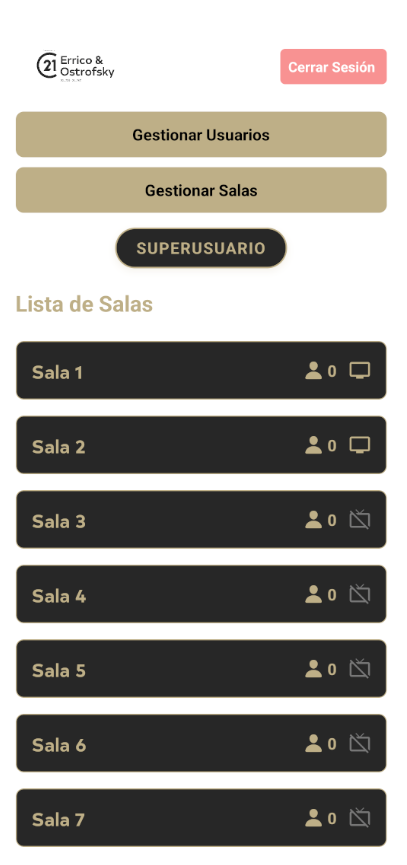 21 Errico &
Ostrofsky
Cerrar Sesión
Gestionar Usuarios
Gestionar Salas
SUPERUSUARIO
Lista de Salas
Sala 1 0
Sala 2 0
Sala 3 0
Sala 4 0
Sala 5 0
Sala 6 0
Sala 7 0